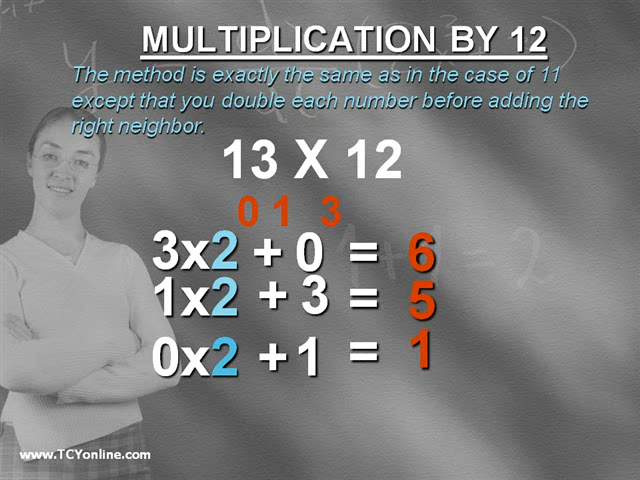 MULTIPLICATION BY 12
The method is exactly the same as in the case of 11
except that you double each number before adding the
right neighbor.
13 X 12
0 1 3
3x2 + 0 = 6
1x2 + 3 = 5
0x2 + 1 = 1
www.TCYonline.com